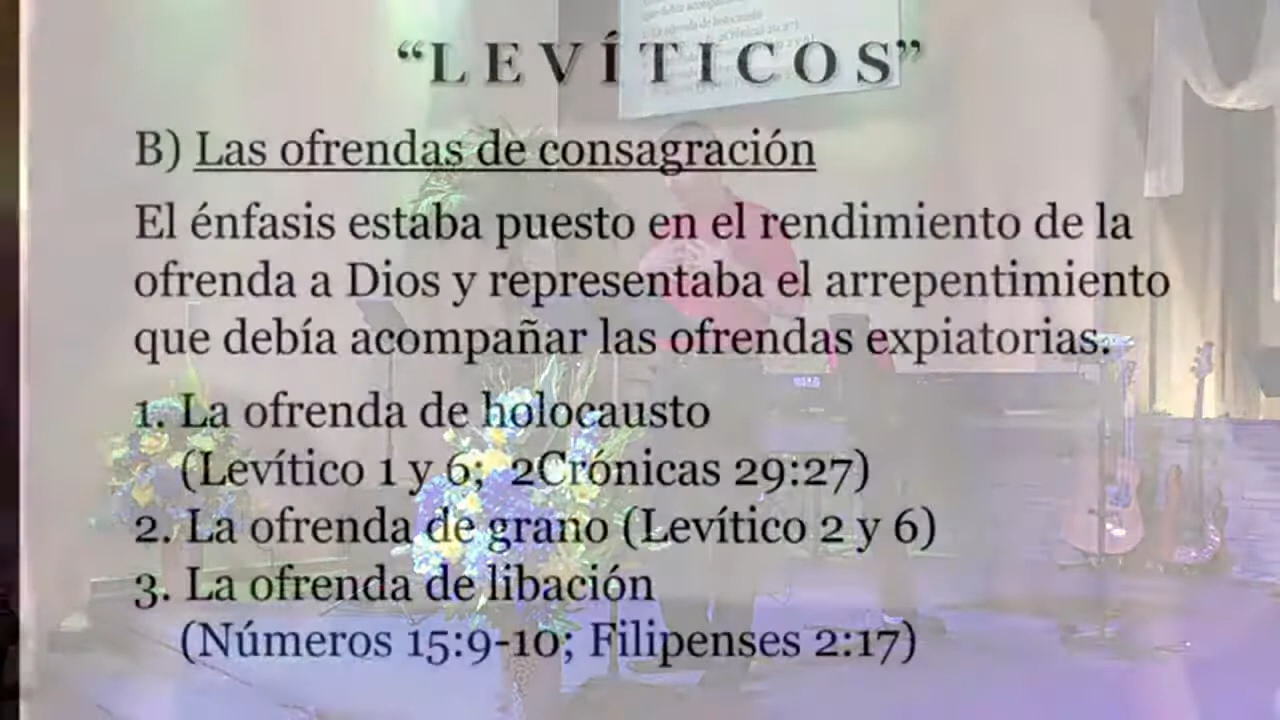 “LEVÍTICOS”
B) Las ofrendas de consagración
El énfasis estaba puesto en el rendimiento de la
ofrenda a Dios y representaba el arrepentimiento
que debía acompañar las ofrendas expiatorias.
1. La ofrenda de holocausto
(Levítico 1 y 6; 2Crónicas 29:27)
2. La ofrenda de grano (Levítico 2 y 6)
3. La ofrenda de libación
(Números 15:9-10; Filipenses 2:17)